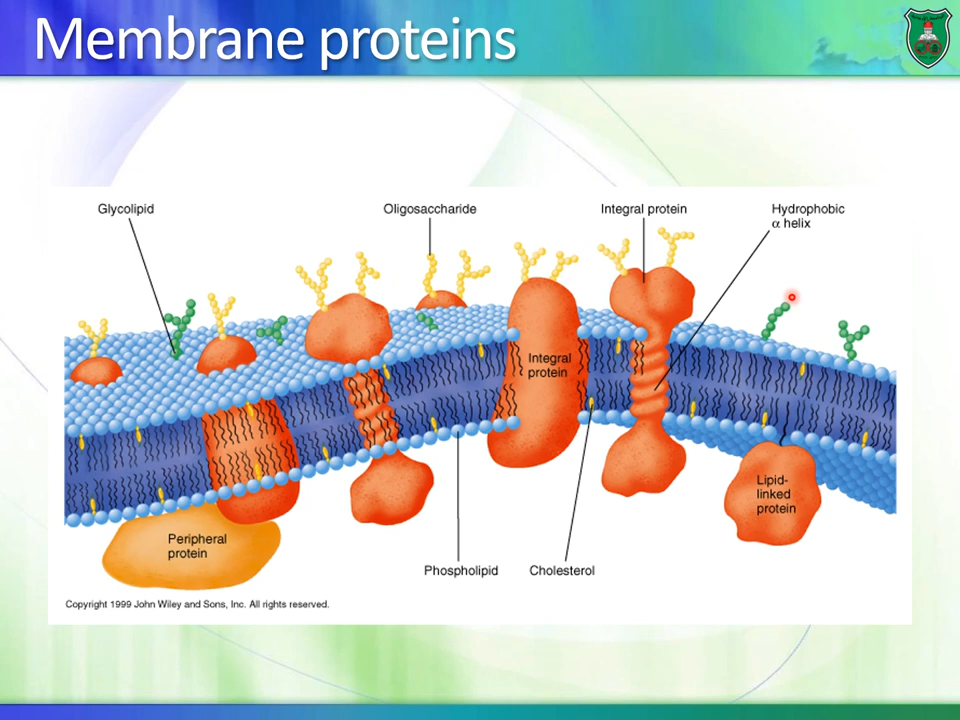 Membrane proteins
Glycolipid
Oligosaccharide
Integral protein
Hydrophobic
α helix
Integral
protein
Lipid-
linked
protein
Peripheral
protein
Phospholipid
Cholesterol
Copyright 1999 John Wiley and Sons, Inc. All rights reserved.